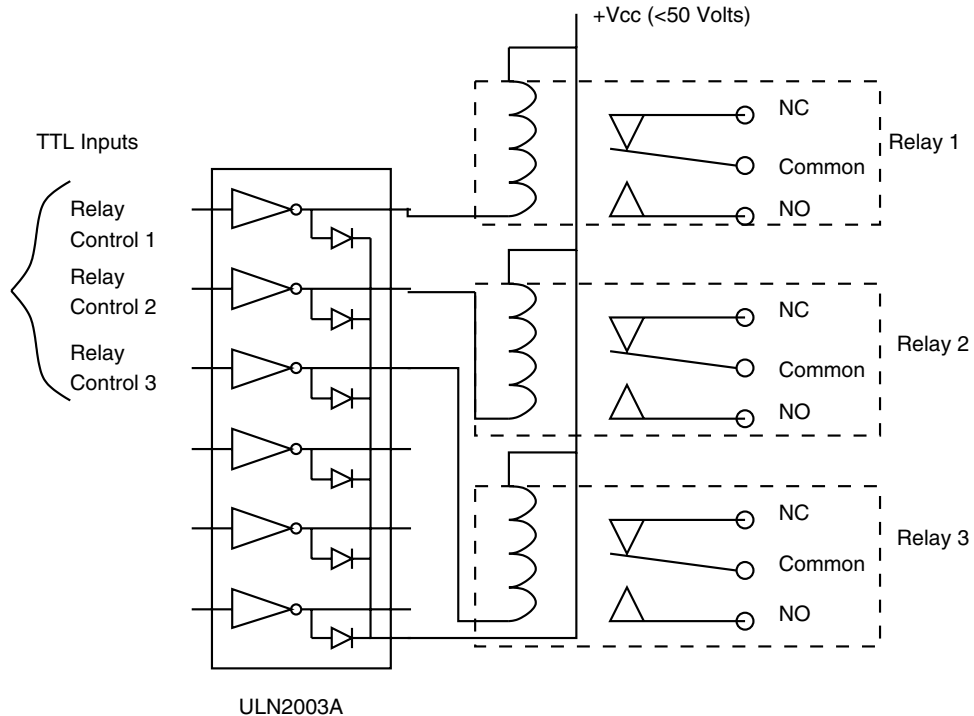 +Vcc (<50 Volts)
TTL Inputs
Relay
Control 1
Relay
Control 2
Relay
Control 3
NC
Common
NO
Relay 1
NC
Common
NO
Relay 2
NC
Common
NO
Relay 3
ULN2003A